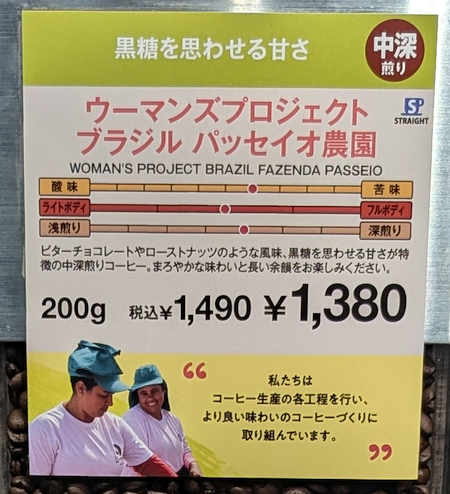 黒糖を思わせる甘さ
中深
煎り
ウーマンズプロジェクト
ブラジル パッセイオ農園
SP
STRAIGHT
WOMAN'S PROJECT BRAZIL FAZENDA PASSEIO
酸味 苦味
ライトボディ フルボディ
浅煎り 深煎り
ビターチョコレートやローストナッツのような風味、黒糖を思わせる甘さが特
徴の中深煎りコーヒー。まろやかな味わいと長い余韻をお楽しみください。
200g 税込¥1,490 ¥1,380
“
私たちは
コーヒー生産の各工程を行い、
より良い味わいのコーヒーづくりに
取り組んでいます。
”